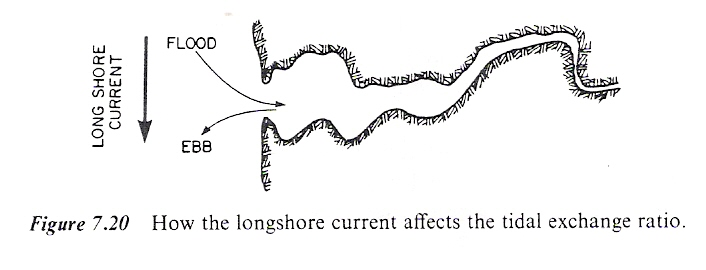 LONG SHORE
CURRENT
FLOOD
EBB
Figure 7.20 How the longshore current affects the tidal exchange ratio.